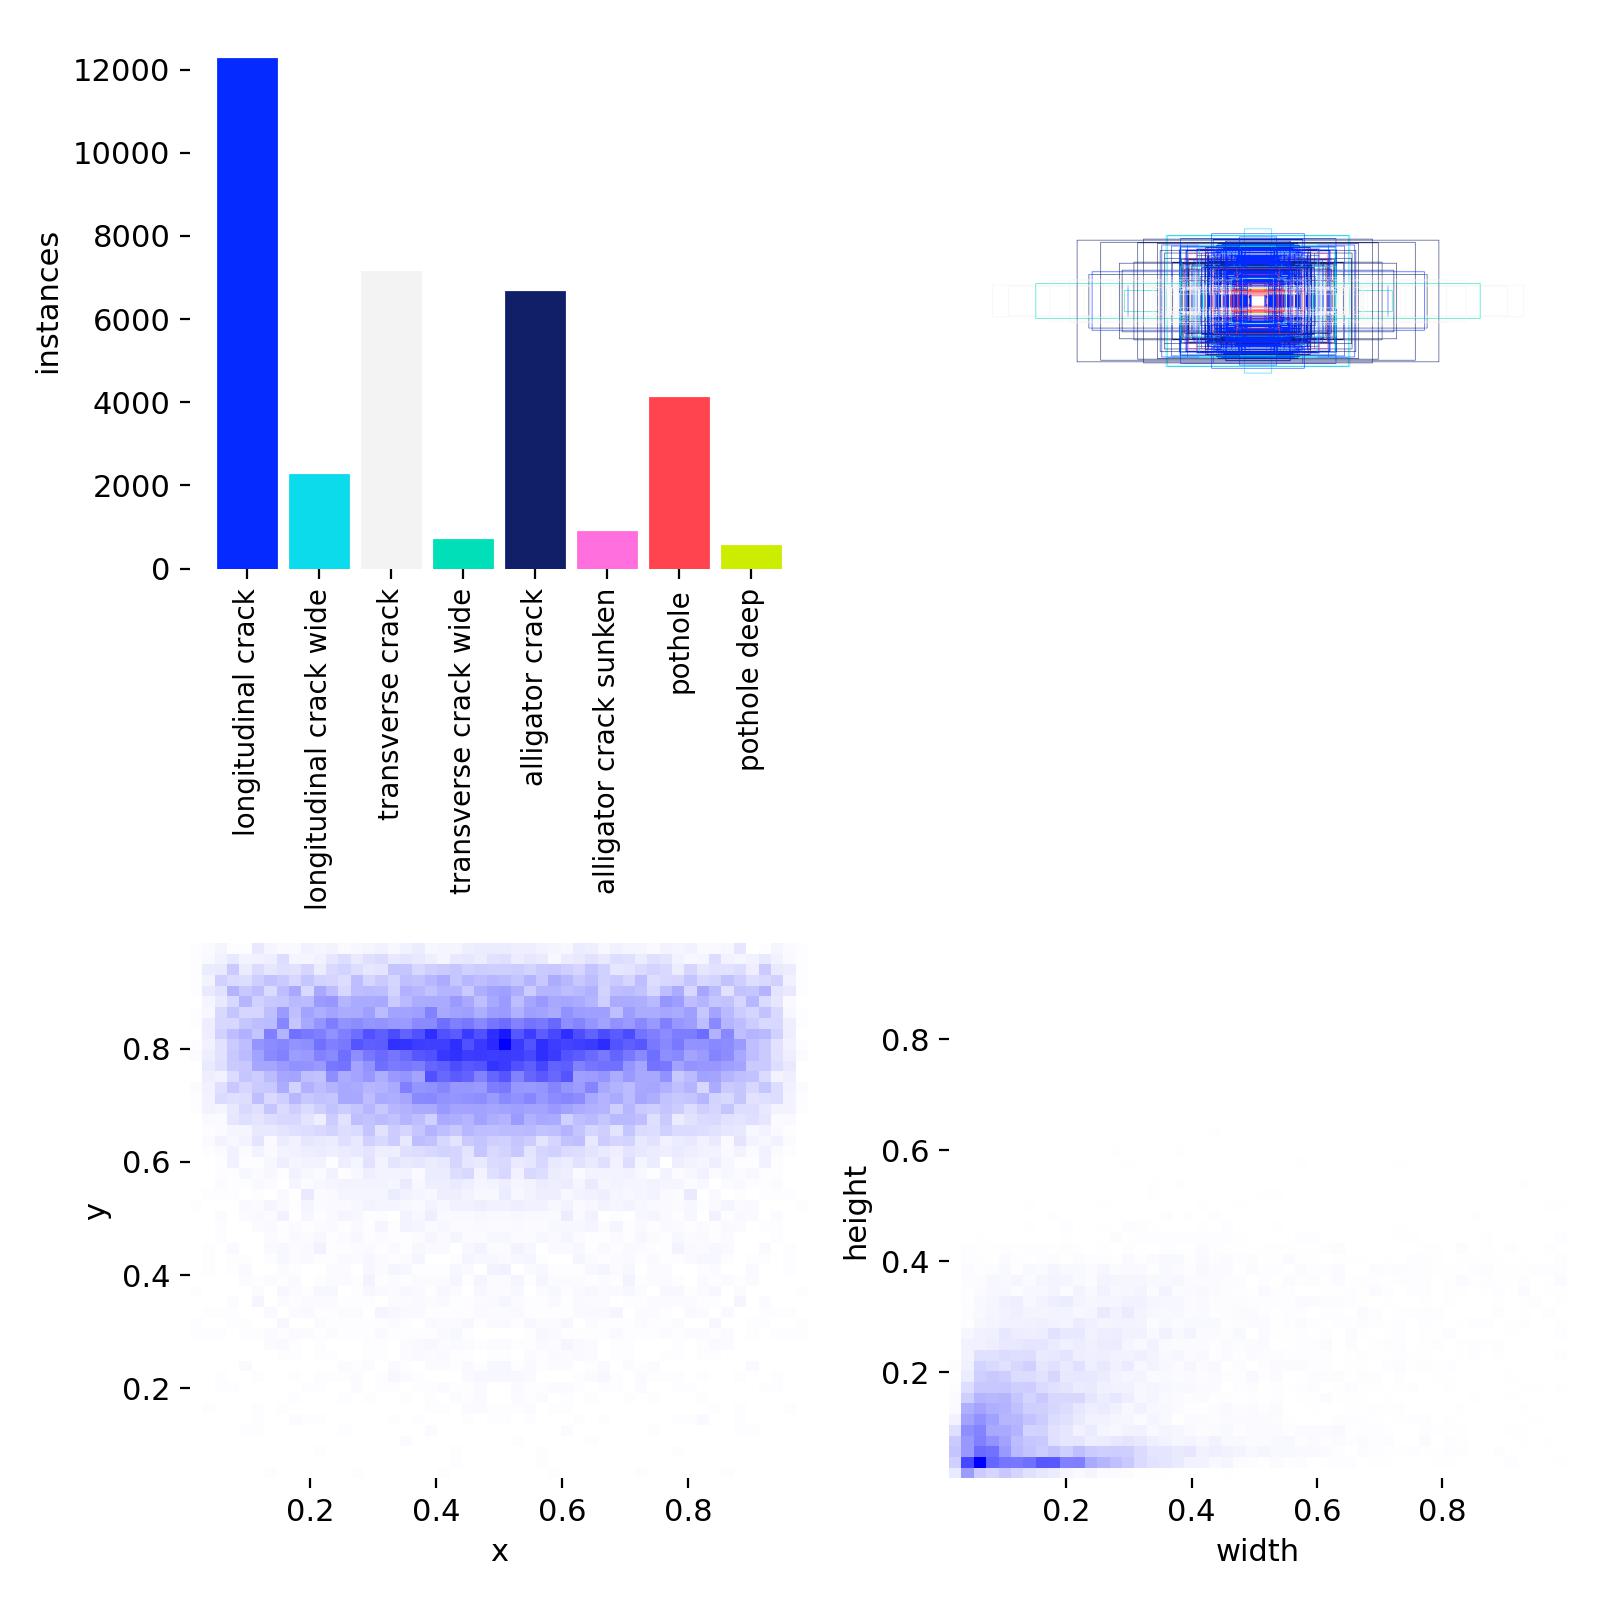 instances
12000
10000
8000
6000
4000
2000
0
longitudinal crack
longitudinal crack wide
transverse crack
transverse crack wide
alligator crack
alligator crack sunken
pothole
pothole deep
y
0.8
0.6
0.4
0.2
0.2 0.4 0.6 0.8
x
height
0.8
0.6
0.4
0.2
0.2 0.4 0.6 0.8
width